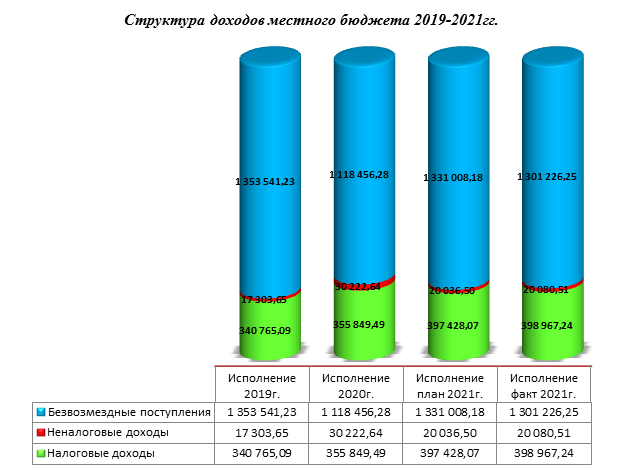 Структура доходов местного бюджета 2019-2021гг.
1 353 541,23 1 118 456,28 1 331 008,18 1 301 226,25
17 303,65 30 222,64 20 036,50 20 080,51
340 765,09 355 849,49 397 428,07 398 967,24
Исполнение Исполнение Исполнение Исполнение
2019г. 2020г. план 2021г. факт 2021г.
Безвозмездные поступления 1 353 541,23 1 118 456,28 1 331 008,18 1 301 226,25
Неналоговые доходы 17 303,65 30 222,64 20 036,50 20 080,51
Налоговые доходы 340 765,09 355 849,49 397 428,07 398 967,24